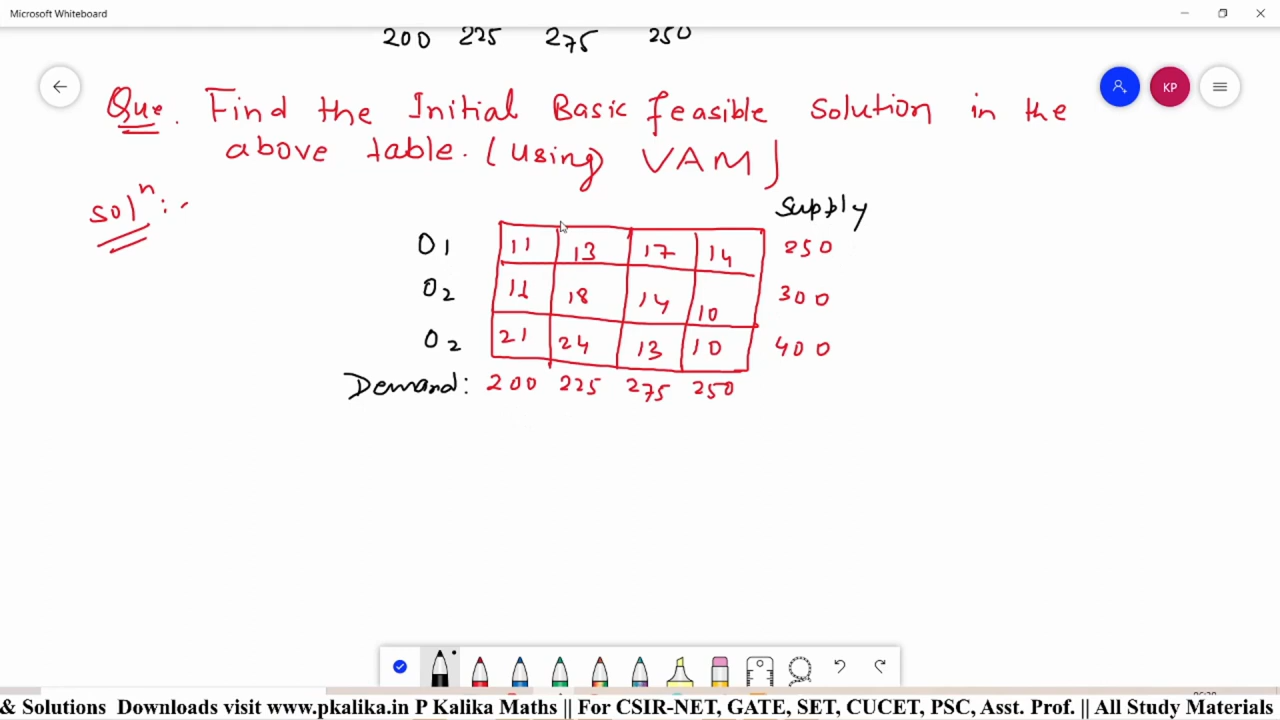 Microsoft Whiteboard
200 225 275 250
Que. Find the Initial Basic feasible solution in the
KP
above table. (Using VAM)
Solⁿ:-
Supply
O1 11 13 17 14 250
O2 11 18 14 10 300
O2 21 24 13 10 400
Demand: 200 225 275 250
& Solutions Downloads visit www.pkalika.in P Kalika Maths || For CSIR-NET, GATE, SET, CUCET, PSC, Asst. Prof. || All Study Materials